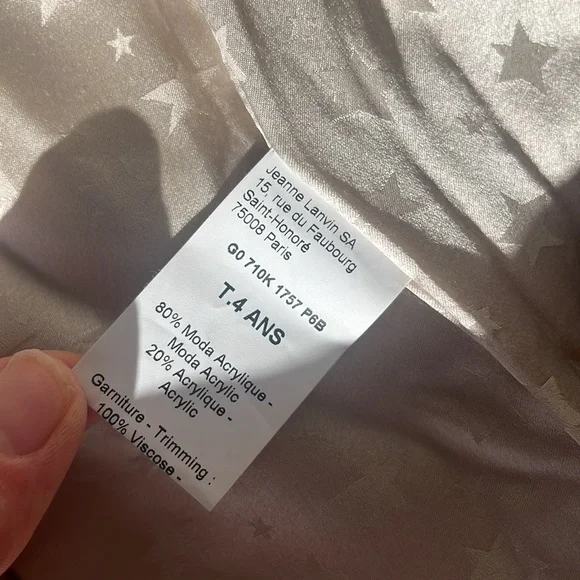 Jeanne Lanvin SA
15, rue du Faubourg
Saint-Honoré
75008 Paris
G0 710K 1757 P6B
T.4 ANS
80% Moda Acrylique -
Moda Acrylic
20% Acrylique -
Acrylic
Garniture - Trimming :
100% Viscose -